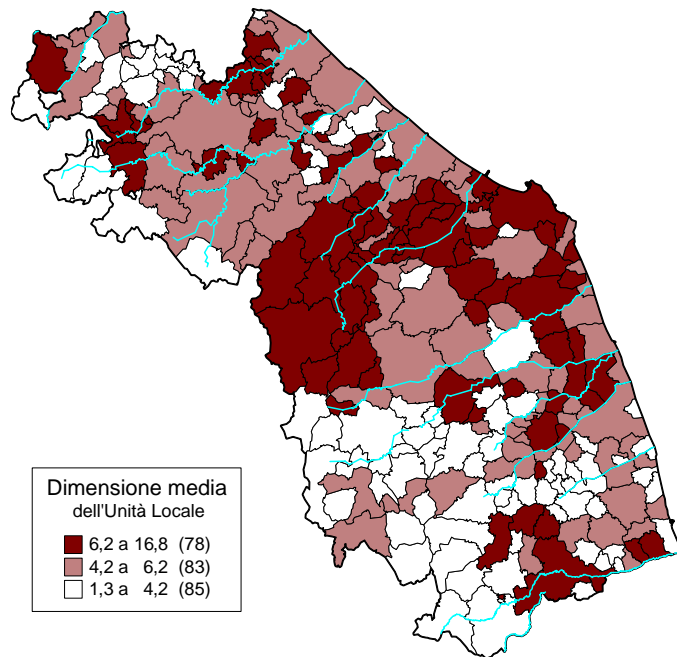 Dimensione media
dell'Unità Locale
6,2 a 16,8 (78)
4,2 a 6,2 (83)
1,3 a 4,2 (85)